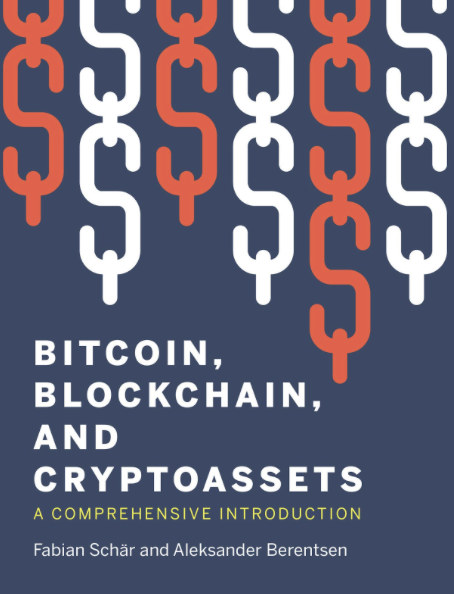 BITCOIN,
BLOCKCHAIN,
AND
CRYPTOASSETS
A COMPREHENSIVE INTRODUCTION
Fabian Schär and Aleksander Berentsen